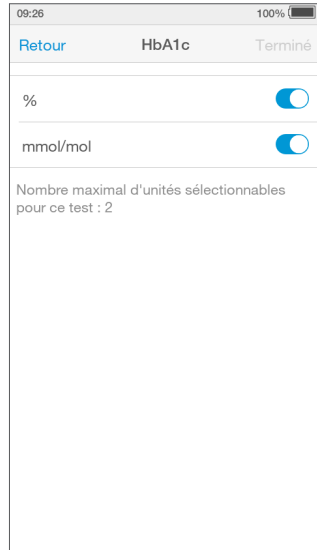 09:26 100%
Retour HbA1c Terminé
%
mmol/mol
Nombre maximal d'unités sélectionnables
pour ce test : 2